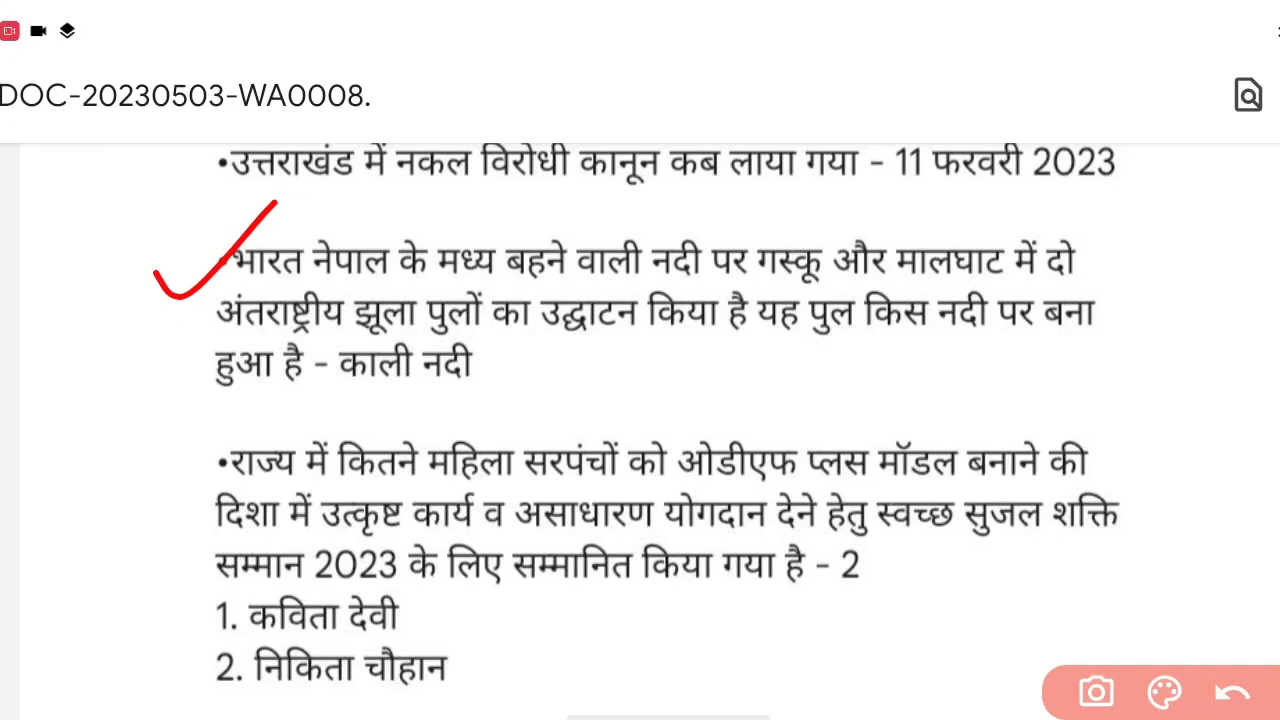 DOC-20230503-WA0008.
•उत्तराखंड में नकल विरोधी कानून कब लाया गया - 11 फरवरी 2023
•भारत नेपाल के मध्य बहने वाली नदी पर गस्कू और मालघाट में दो
अंतराष्ट्रीय झूला पुलों का उद्घाटन किया है यह पुल किस नदी पर बना
हुआ है - काली नदी
•राज्य में कितने महिला सरपंचों को ओडीएफ प्लस मॉडल बनाने की
दिशा में उत्कृष्ट कार्य व असाधारण योगदान देने हेतु स्वच्छ सुजल शक्ति
सम्मान 2023 के लिए सम्मानित किया गया है - 2
1. कविता देवी
2. निकिता चौहान